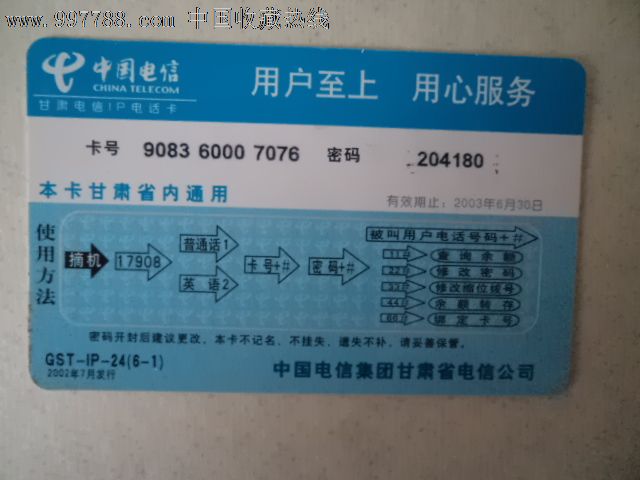 www.997788.com 中国收藏热线
中国电信
CHINA TELECOM
甘肃电信IP电话卡
用户至上 用心服务
卡号 9083 6000 7076 密码 204180
本卡甘肃省内通用
有效期止:2003年6月30日
使用方法
摘机
17908
普通话1
英语2
卡号+#
密码+#
被叫用户电话号码+#
11 查询余额
22 修改密码
33 修改缩位拨号
44 余额转存
66 绑定卡号
密码开封后建议更改,本卡不记名、不挂失,遗失不补,请妥善保管。
GST-IP-24(6-1)
2002年7月发行
中国电信集团甘肃省电信公司